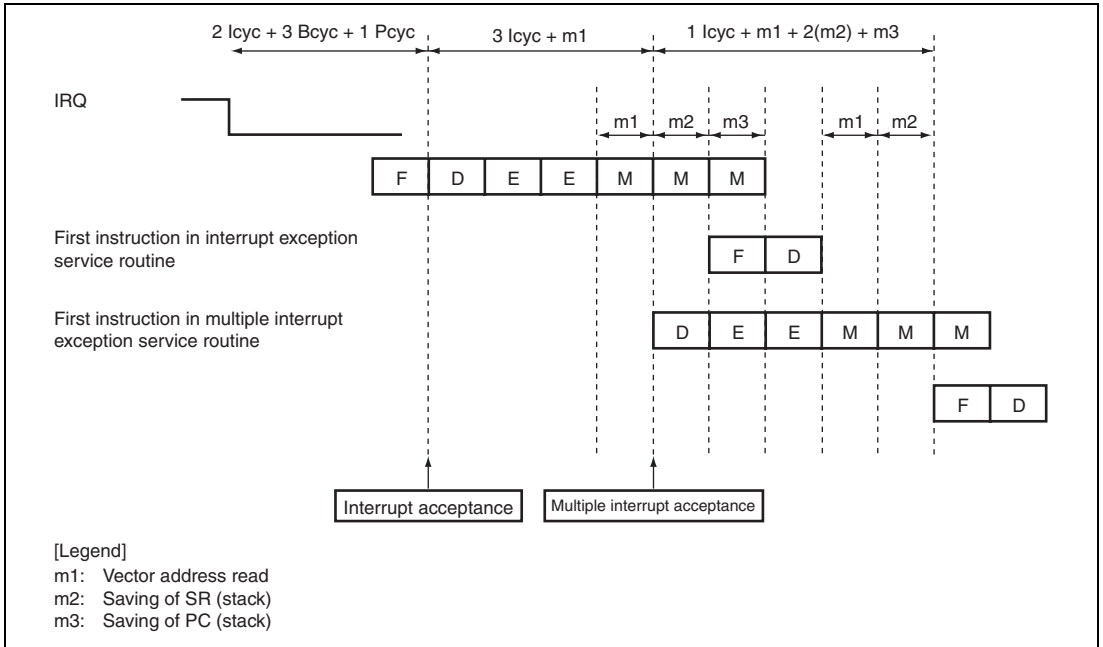 2 Icyc + 3 Bcyc + 1 Pcyc 3 Icyc + m1 1 Icyc + m1 + 2(m2) + m3
IRQ
m1 m2 m3 m1 m2
F D E E M M M
First instruction in interrupt exception
service routine
F D
First instruction in multiple interrupt
exception service routine
D E E M M M
F D
Interrupt acceptance Multiple interrupt acceptance
[Legend]
m1: Vector address read
m2: Saving of SR (stack)
m3: Saving of PC (stack)